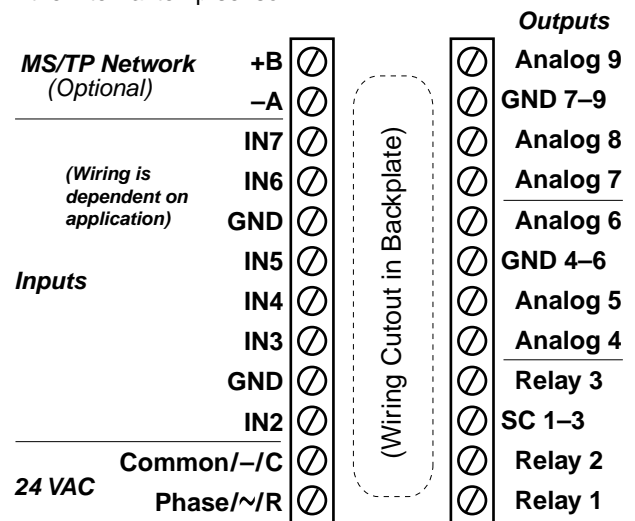 Outputs
MS/TP Network
(Optional)
+B
–A
IN7
(Wiring is
dependent on
application)
IN6
GND
Inputs
IN5
IN4
IN3
GND
IN2
24 VAC
Common/–/C
Phase/~/R
(Wiring Cutout in Backplate)
Analog 9
GND 7–9
Analog 8
Analog 7
Analog 6
GND 4–6
Analog 5
Analog 4
Relay 3
SC 1–3
Relay 2
Relay 1